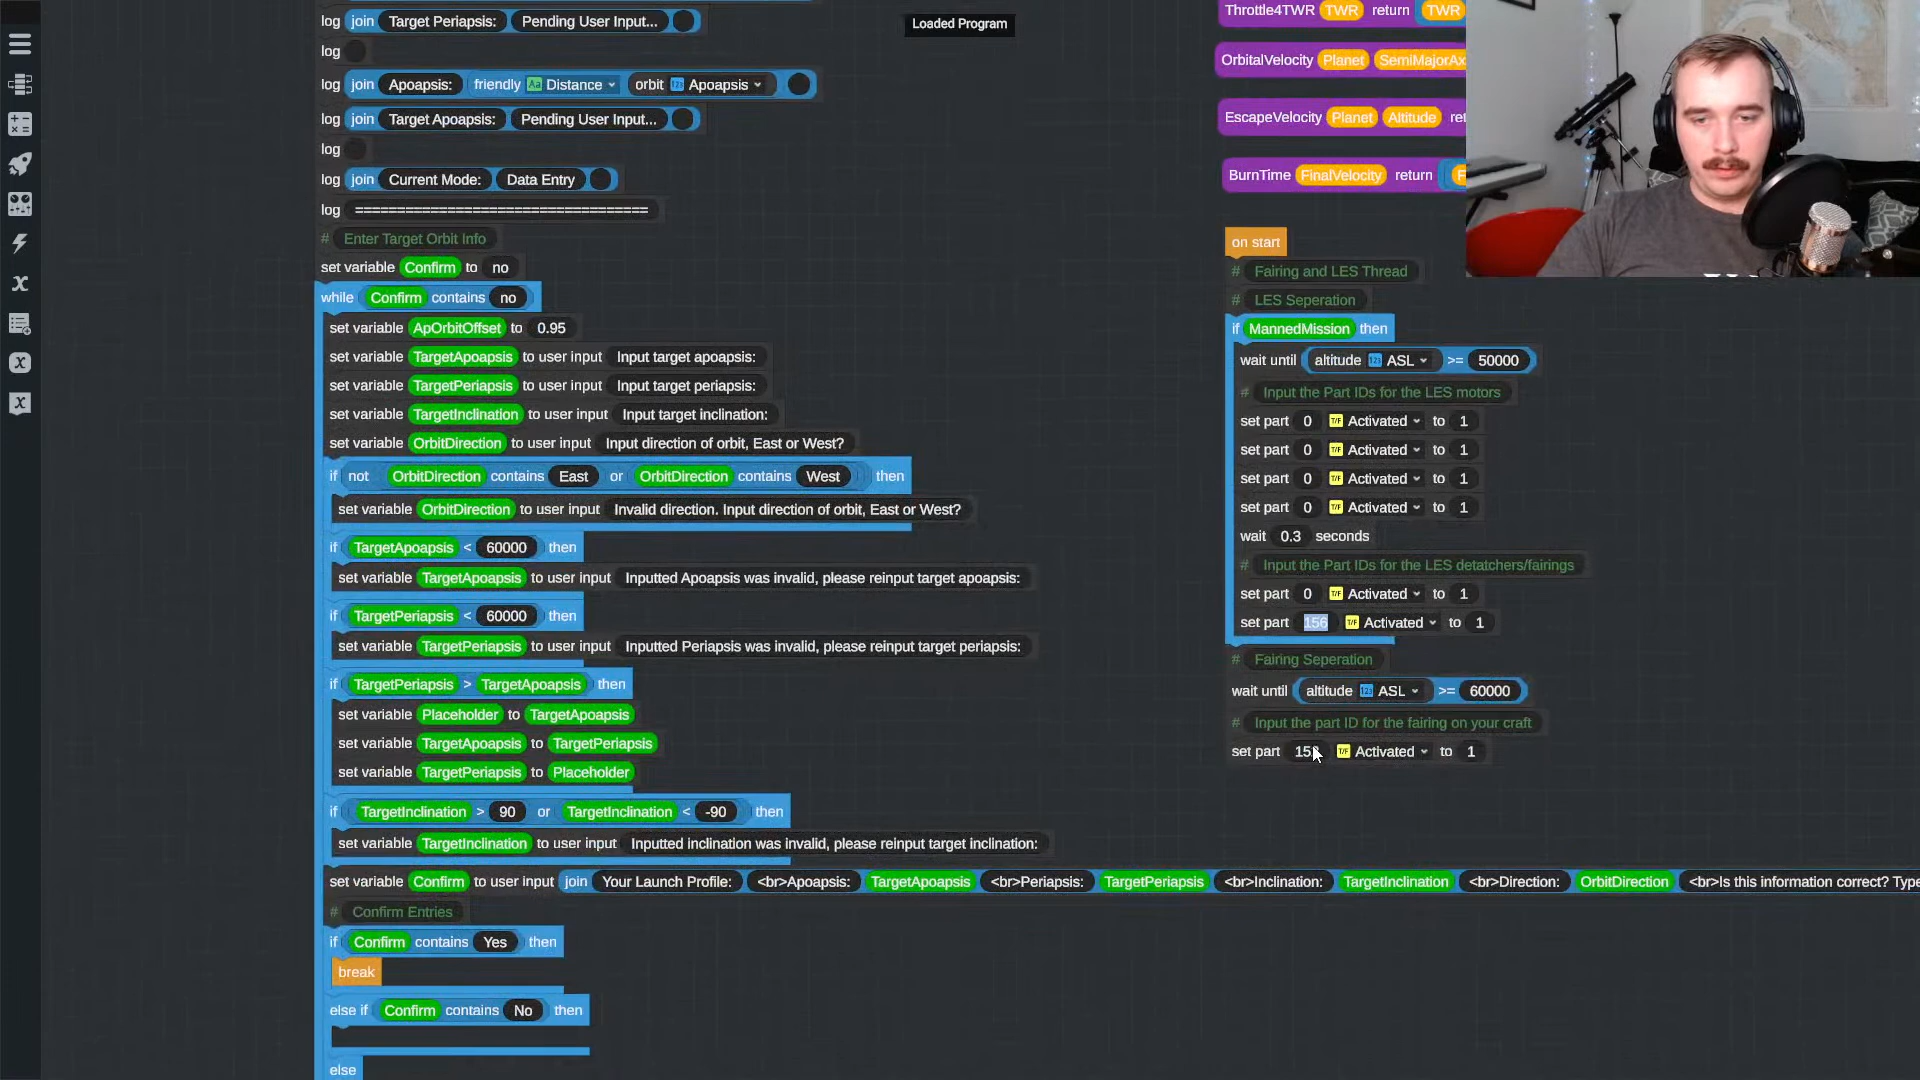 log join Target Periapsis: Pending User Input...
log
log join Apoapsis: friendly Aa Distance orbit 123 Apoapsis
log join Target Apoapsis: Pending User Input...
log
log join Current Mode: Data Entry
log ===================================
# Enter Target Orbit Info
set variable Confirm to no
while Confirm contains no
set variable ApOrbitOffset to 0.95
set variable TargetApoapsis to user input Input target apoapsis:
set variable TargetPeriapsis to user input Input target periapsis:
set variable TargetInclination to user input Input target inclination:
set variable OrbitDirection to user input Input direction of orbit, East or West?
if not OrbitDirection contains East or OrbitDirection contains West then
set variable OrbitDirection to user input Invalid direction. Input direction of orbit, East or West?
if TargetApoapsis < 60000 then
set variable TargetApoapsis to user input Inputted Apoapsis was invalid, please reinput target apoapsis:
if TargetPeriapsis < 60000 then
set variable TargetPeriapsis to user input Inputted Periapsis was invalid, please reinput target periapsis:
if TargetPeriapsis > TargetApoapsis then
set variable Placeholder to TargetApoapsis
set variable TargetApoapsis to TargetPeriapsis
set variable TargetPeriapsis to Placeholder
if TargetInclination > 90 or TargetInclination < -90 then
set variable TargetInclination to user input Inputted inclination was invalid, please reinput target inclination:
set variable Confirm to user input join Your Launch Profile: <br>Apoapsis: TargetApoapsis <br>Periapsis: TargetPeriapsis <br>Inclination: TargetInclination <br>Direction: OrbitDirection <br>Is this information correct? Type
# Confirm Entries
if Confirm contains Yes then
break
else if Confirm contains No then
else
Loaded Program
Throttle4TWR TWR return TWR
OrbitalVelocity Planet SemiMajorAx
EscapeVelocity Planet Altitude
BurnTime FinalVelocity return
on start
# Fairing and LES Thread
# LES Seperation
if MannedMission then
wait until altitude 123 ASL >= 50000
# Input the Part IDs for the LES motors
set part 0 T/F Activated to 1
set part 0 T/F Activated to 1
set part 0 T/F Activated to 1
set part 0 T/F Activated to 1
wait 0.3 seconds
# Input the Part IDs for the LES detatchers/fairings
set part 0 T/F Activated to 1
set part 156 T/F Activated to 1
# Fairing Seperation
wait until altitude 123 ASL >= 60000
# Input the part ID for the fairing on your craft
set part T/F Activated to 1